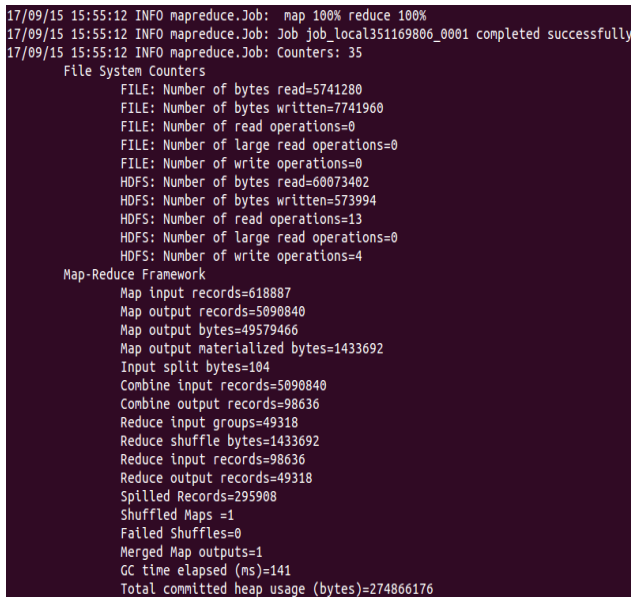 17/09/15 15:55:12 INFO mapreduce.Job:  map 100% reduce 100%
17/09/15 15:55:12 INFO mapreduce.Job: Job job_local351169806_0001 completed successfully
17/09/15 15:55:12 INFO mapreduce.Job: Counters: 35
File System Counters
FILE: Number of bytes read=5741280
FILE: Number of bytes written=7741960
FILE: Number of read operations=0
FILE: Number of large read operations=0
FILE: Number of write operations=0
HDFS: Number of bytes read=60073402
HDFS: Number of bytes written=573994
HDFS: Number of read operations=13
HDFS: Number of large read operations=0
HDFS: Number of write operations=4
Map-Reduce Framework
Map input records=618887
Map output records=5090840
Map output bytes=49579466
Map output materialized bytes=1433692
Input split bytes=104
Combine input records=5090840
Combine output records=98636
Reduce input groups=49318
Reduce shuffle bytes=1433692
Reduce input records=98636
Reduce output records=49318
Spilled Records=295908
Shuffled Maps =1
Failed Shuffles=0
Merged Map outputs=1
GC time elapsed (ms)=141
Total committed heap usage (bytes)=274866176